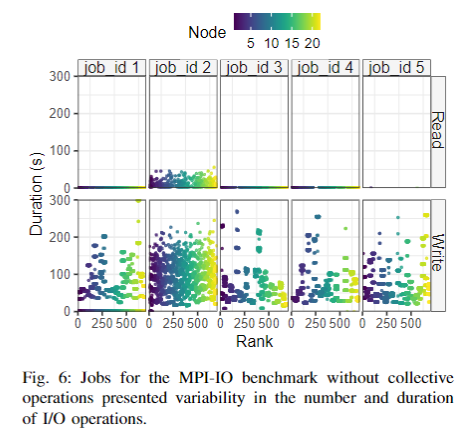 Node
5 10 15 20
job_id 1 job_id 2 job_id 3 job_id 4 job_id 5
300
200
100
0
Read
300
200
100
0
Write
Duration (s)
0 250 500 0 250 500 0 250 500 0 250 500 0 250 500
Rank
Fig. 6: Jobs for the MPI-IO benchmark without collective
operations presented variability in the number and duration
of I/O operations.